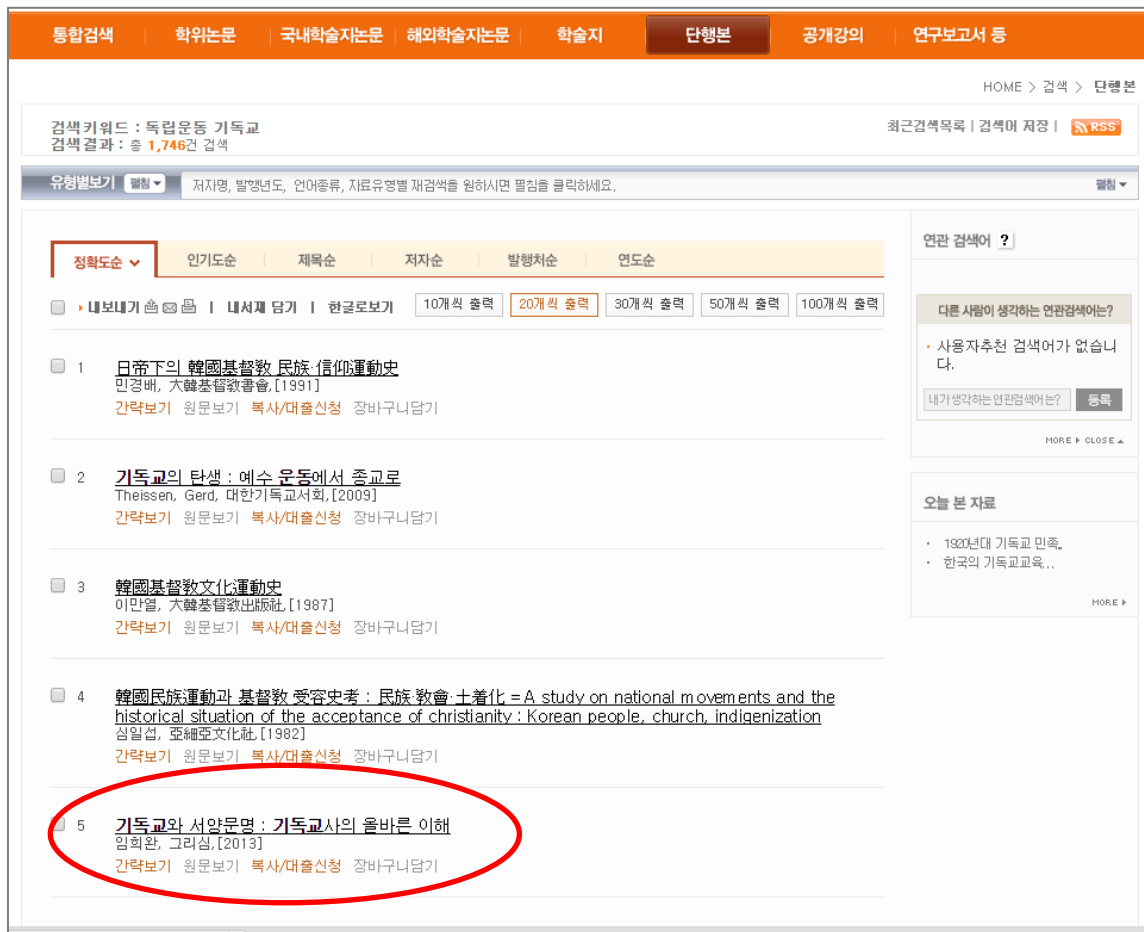 통합검색 학위논문 국내학술지논문 해외학술지논문 학술지 단행본 공개강의 연구보고서 등
HOME > 검색 > 단행본
검색키워드 : 독립운동 기독교
최근검색목록 | 검색어 저장 | RSS
검색결과 : 총 1,746건 검색
유형별보기 펼침 저자명, 발행년도, 언어종류, 자료유형별 재검색을 원하시면 펼침을 클릭하세요. 펼침
연관 검색어 ?
정확도순 인기도순 제목순 저자순 발행처순 연도순
내보내기 | 내서재 담기 | 한글로보기 10개씩 출력 20개씩 출력 30개씩 출력 50개씩 출력 100개씩 출력
다른 사람이 생각하는 연관검색어는?
· 사용자추천 검색어가 없습니
다.
내가생각하는연관검색어는? 등록
MORE CLOSE
1 日帝下의 韓國基督敎 民族·信仰運動史
민경배, 大韓基督敎書會,[1991]
간략보기 원문보기 복사/대출신청 장바구니담기
2 기독교의 탄생 : 예수 운동에서 종교로
Theissen, Gerd, 대한기독교서회,[2009]
간략보기 원문보기 복사/대출신청 장바구니담기
오늘 본 자료
· 1920년대 기독교 민족..
· 한국의 기독교교육...
MORE
3 韓國基督敎文化運動史
이만열, 大韓基督敎出版社,[1987]
간략보기 원문보기 복사/대출신청 장바구니담기
4 韓國民族運動과 基督敎 受容史考 : 民族·敎會·土着化 = A study on national movements and the
historical situation of the acceptance of christianity : Korean people, church, indigenization
심일섭, 亞細亞文化社,[1982]
간략보기 원문보기 복사/대출신청 장바구니담기
5 기독교와 서양문명 : 기독교사의 올바른 이해
임희완, 그리심,[2013]
간략보기 원문보기 복사/대출신청 장바구니담기